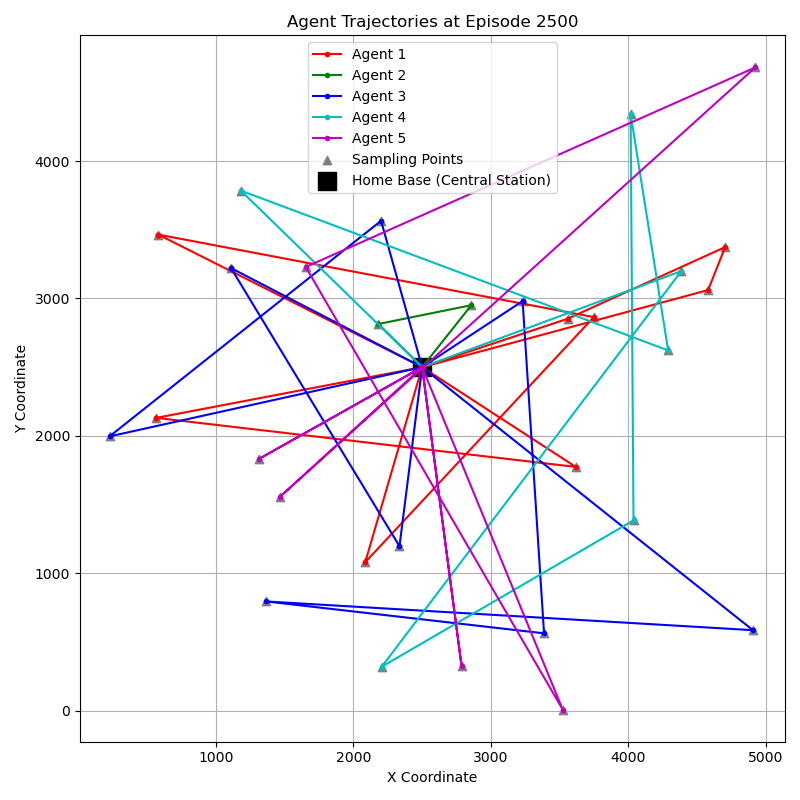 Agent Trajectories at Episode 2500
Agent 1
Agent 2
Agent 3
Agent 4
Agent 5
Sampling Points
Home Base (Central Station)
Y Coordinate
4000
3000
2000
1000
0
1000 2000 3000 4000 5000
X Coordinate